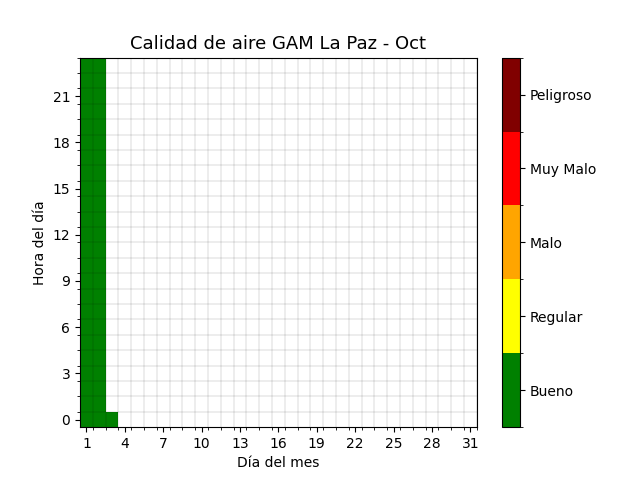 Calidad de aire GAM La Paz - Oct
Hora del día
21
18
15
12
9
6
3
0
1 4 7 10 13 16 19 22 25 28 31
Día del mes
Peligroso
Muy Malo
Malo
Regular
Bueno